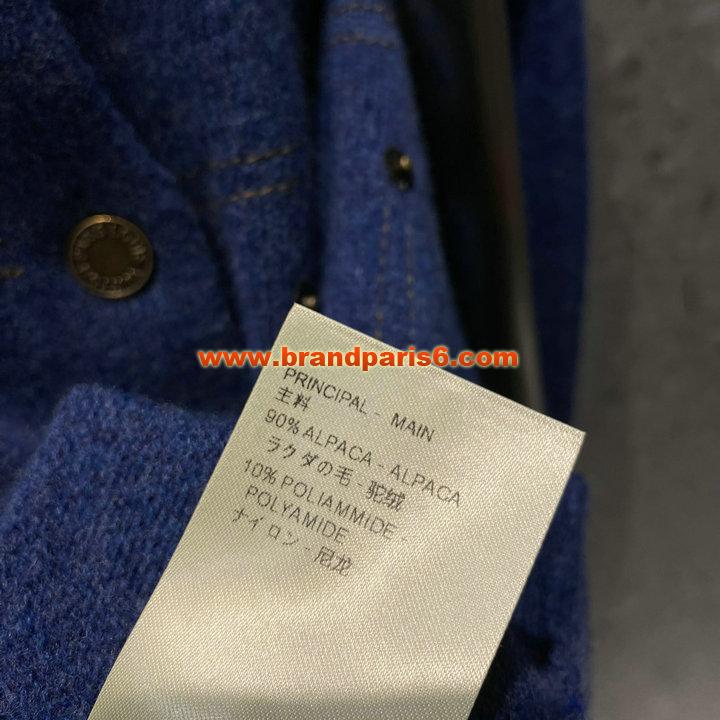 www.brandparis6.com
PRINCIPAL - MAIN
主料
90% ALPACA - ALPACA
ラクダの毛 - 驼绒
10% POLIAMMIDE -
POLYAMIDE
ナイロン - 尼龙